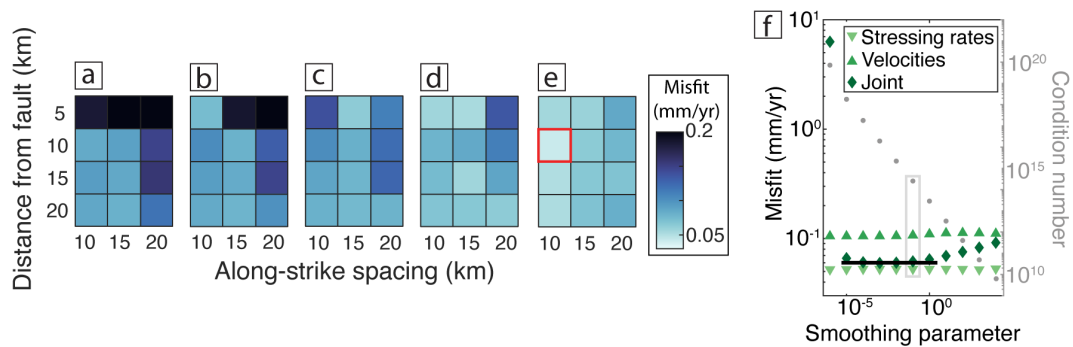 a
b
c
d
e
Distance from fault (km)
5
10
15
20
10 15 20
10 15 20
10 15 20
10 15 20
10 15 20
Along-strike spacing (km)
Misfit
(mm/yr)
0.2
0.05
f
Stressing rates
Velocities
Joint
Misfit (mm/yr)
10¹
10⁰
10⁻¹
10⁻⁵ 10⁰
Smoothing parameter
10²⁰
10¹⁵
10¹⁰
Condition number